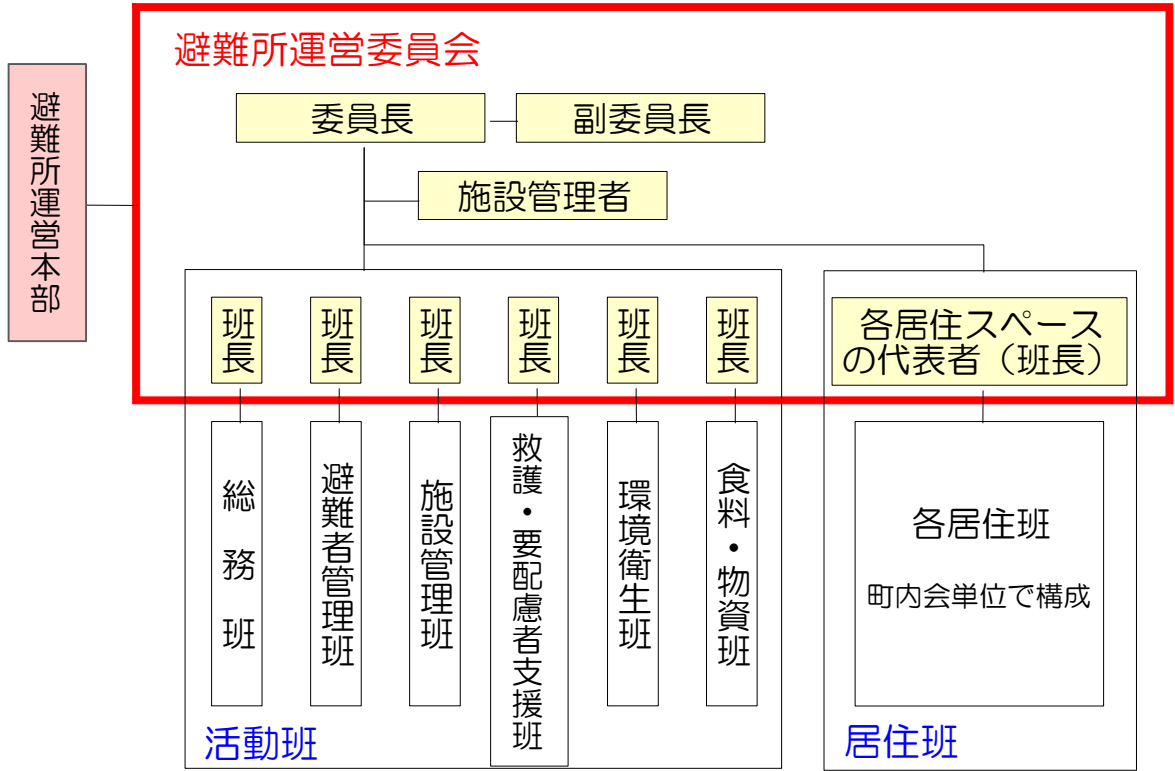 避難所運営委員会
避難所運営本部
委員長
副委員長
施設管理者
班長
班長
班長
班長
班長
班長
各居住スペース
の代表者（班長）
総務班
避難者管理班
施設管理班
救護・要配慮者支援班
環境衛生班
食料・物資班
各居住班
町内会単位で構成
活動班
居住班